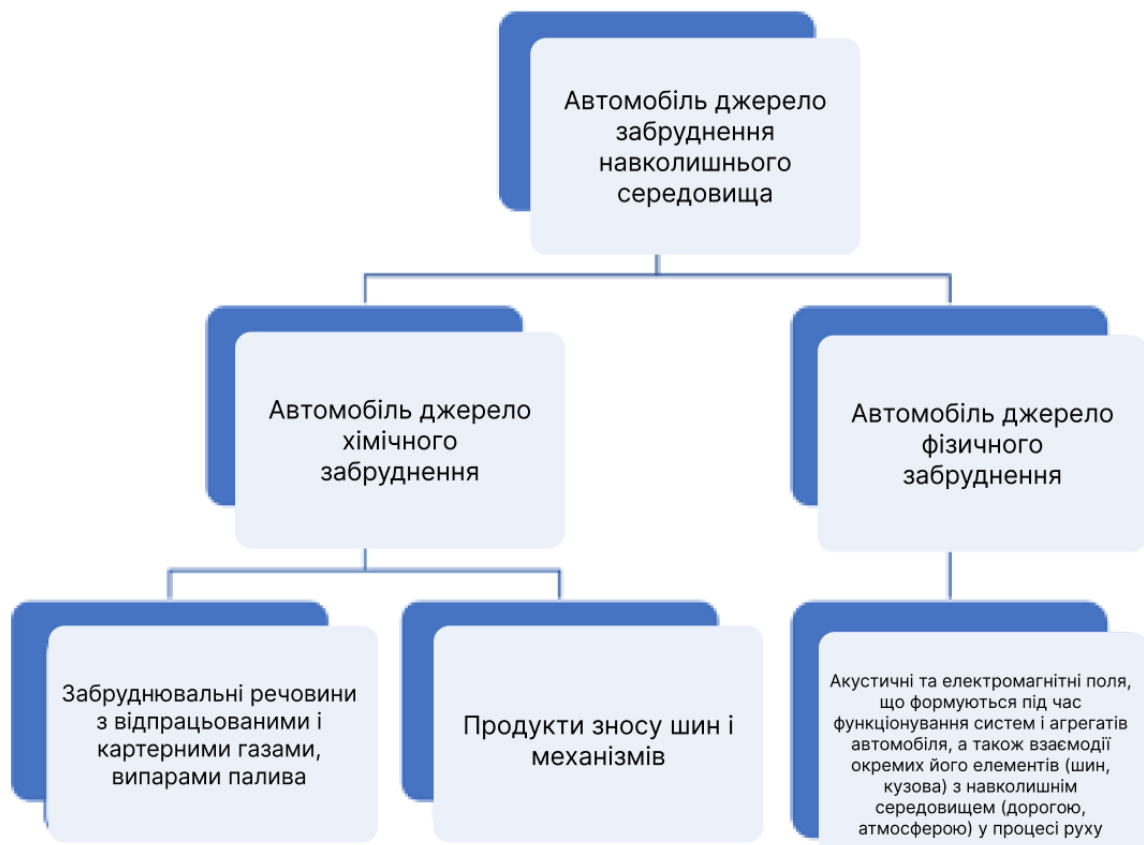 Автомобіль джерело
забруднення
навколишнього
середовища
Автомобіль джерело
хімічного
забруднення
Автомобіль джерело
фізичного
забруднення
Забруднювальні речовини
з відпрацьованими і
картерними газами,
випарами палива
Продукти зносу шин і
механізмів
Акустичні та електромагнітні поля,
що формуються під час
функціонування систем і агрегатів
автомобіля, а також взаємодії
окремих його елементів (шин,
кузова) з навколишнім
середовищем (дорогою,
атмосферою) у процесі руху